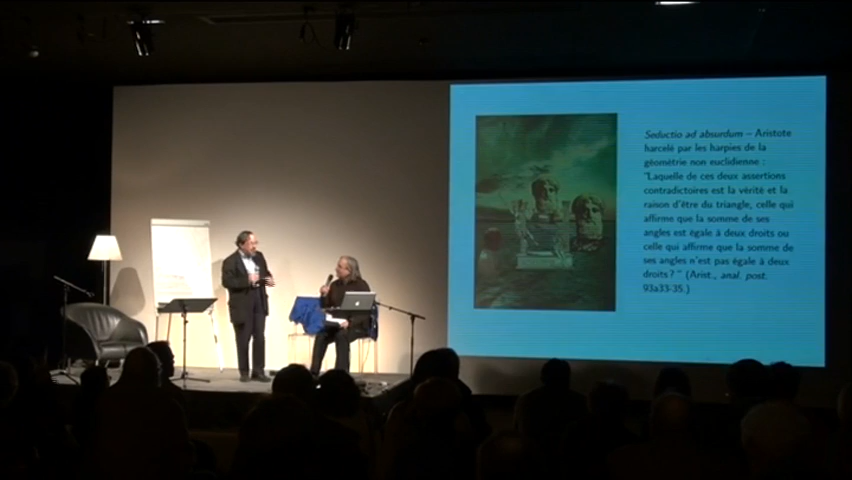 Seductio ad absurdum – Aristote
harcelé par les harpies de la
géométrie non euclidienne :
"Laquelle de ces deux assertions
contradictoires est la vérité et la
raison d'être du triangle, celle qui
affirme que la somme de ses
angles est égale à deux droits ou
celle qui affirme que la somme de
ses angles n'est pas égale à deux
droits ? " (Arist., anal. post.
93a33-35.)